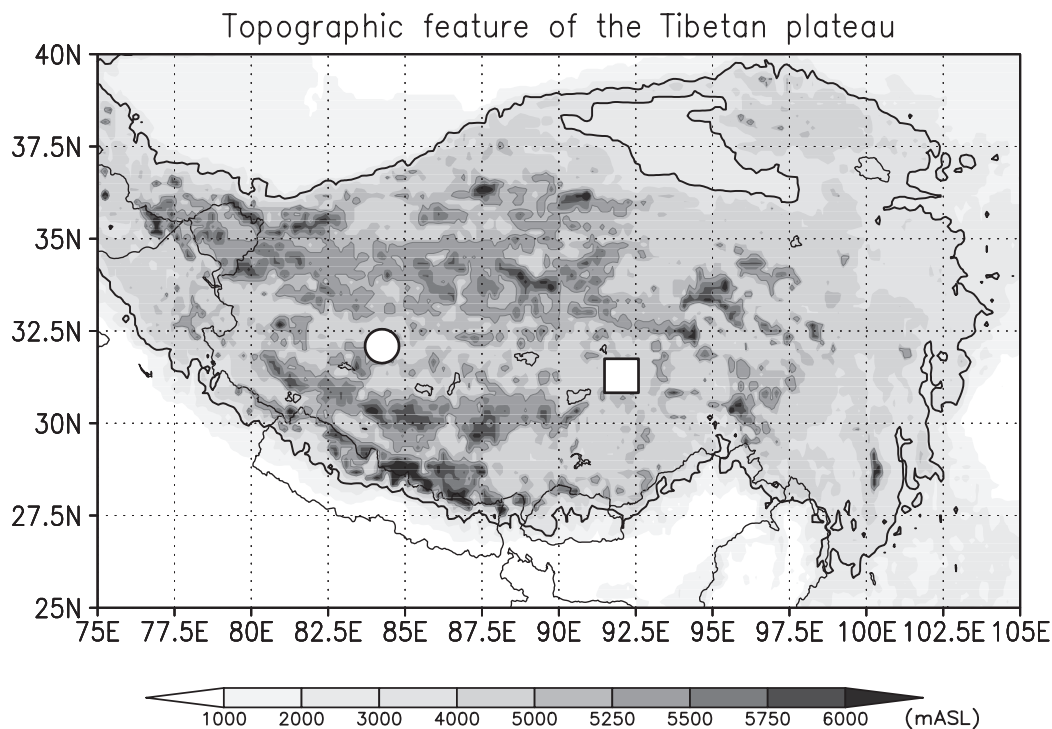 Topographic feature of the Tibetan plateau
40N
37.5N
35N
32.5N
30N
27.5N
25N
75E 77.5E 80E 82.5E 85E 87.5E 90E 92.5E 95E 97.5E 100E 102.5E 105E
1000 2000 3000 4000 5000 5250 5500 5750 6000 (mASL)